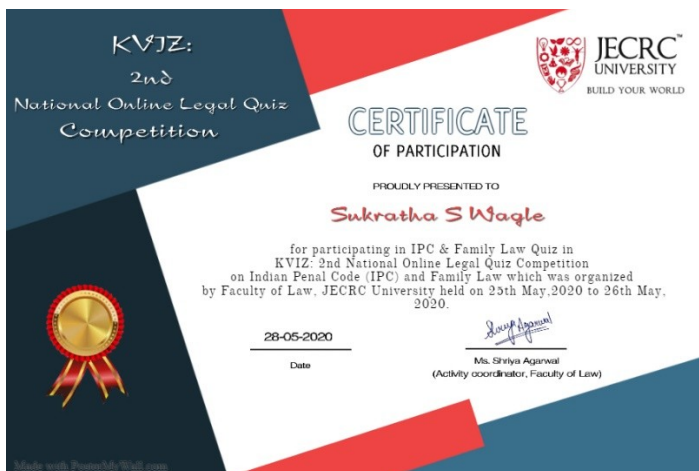 KVIZ:
2nd
National Online Legal Quiz
Competition
JECRC™
UNIVERSITY
BUILD YOUR WORLD
CERTIFICATE
OF PARTICIPATION
PROUDLY PRESENTED TO
Sukratha S Wagle
for participating in IPC & Family Law Quiz in
KVIZ: 2nd National Online Legal Quiz Competition
on Indian Penal Code (IPC) and Family Law which was organized
by Faculty of Law, JECRC University held on 25th May,2020 to 26th May,
2020.
28-05-2020
Date
Shriya Agarwal
Ms. Shriya Agarwal
(Activity coordinator, Faculty of Law)
Made with PosterMyWall.com